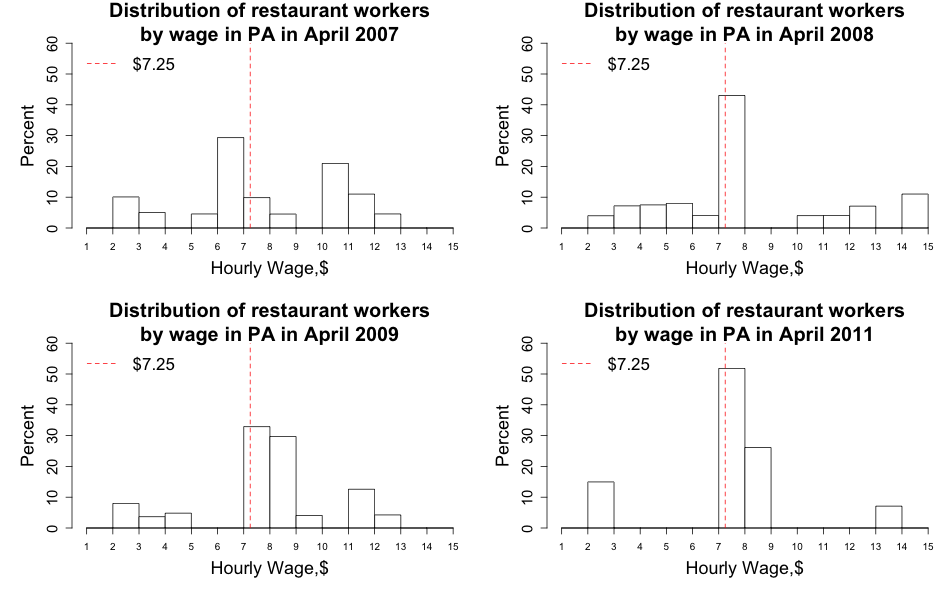 Distribution of restaurant workers
by wage in PA in April 2007
$7.25
Percent
0 10 20 30 40 50 60
1 2 3 4 5 6 7 8 9 10 11 12 13 14 15
Hourly Wage,$
Distribution of restaurant workers
by wage in PA in April 2008
$7.25
Percent
0 10 20 30 40 50 60
1 2 3 4 5 6 7 8 9 10 11 12 13 14 15
Hourly Wage,$
Distribution of restaurant workers
by wage in PA in April 2009
$7.25
Percent
0 10 20 30 40 50 60
1 2 3 4 5 6 7 8 9 10 11 12 13 14 15
Hourly Wage,$
Distribution of restaurant workers
by wage in PA in April 2011
$7.25
Percent
0 10 20 30 40 50 60
1 2 3 4 5 6 7 8 9 10 11 12 13 14 15
Hourly Wage,$